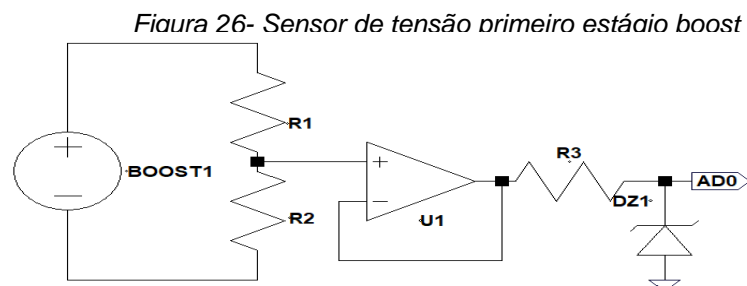 Figura 26- Sensor de tensão primeiro estágio boost
R1
BOOST1
R2
U1
R3
DZ1
AD0